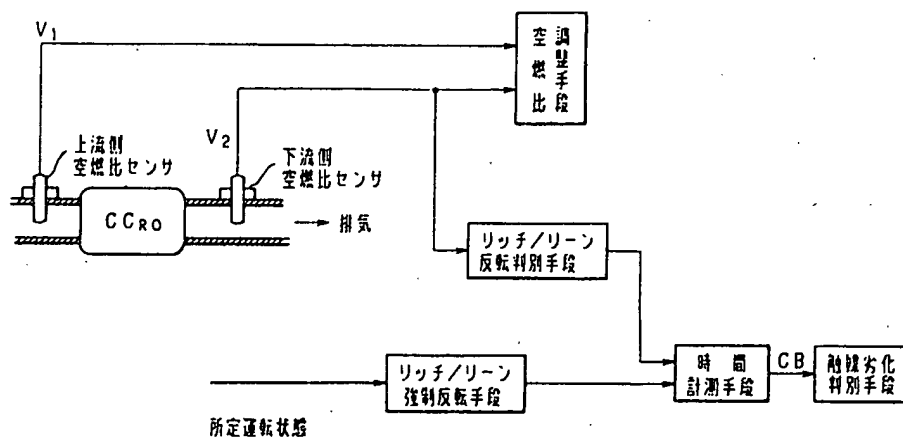 V₁
空燃比
調整手段
V₂
上流側
空燃比センサ
下流側
空燃比センサ
CCRO
排気
リッチ/リーン
反転判別手段
時間
計測手段
CB
触媒劣化
判別手段
リッチ/リーン
強制反転手段
所定運転状態